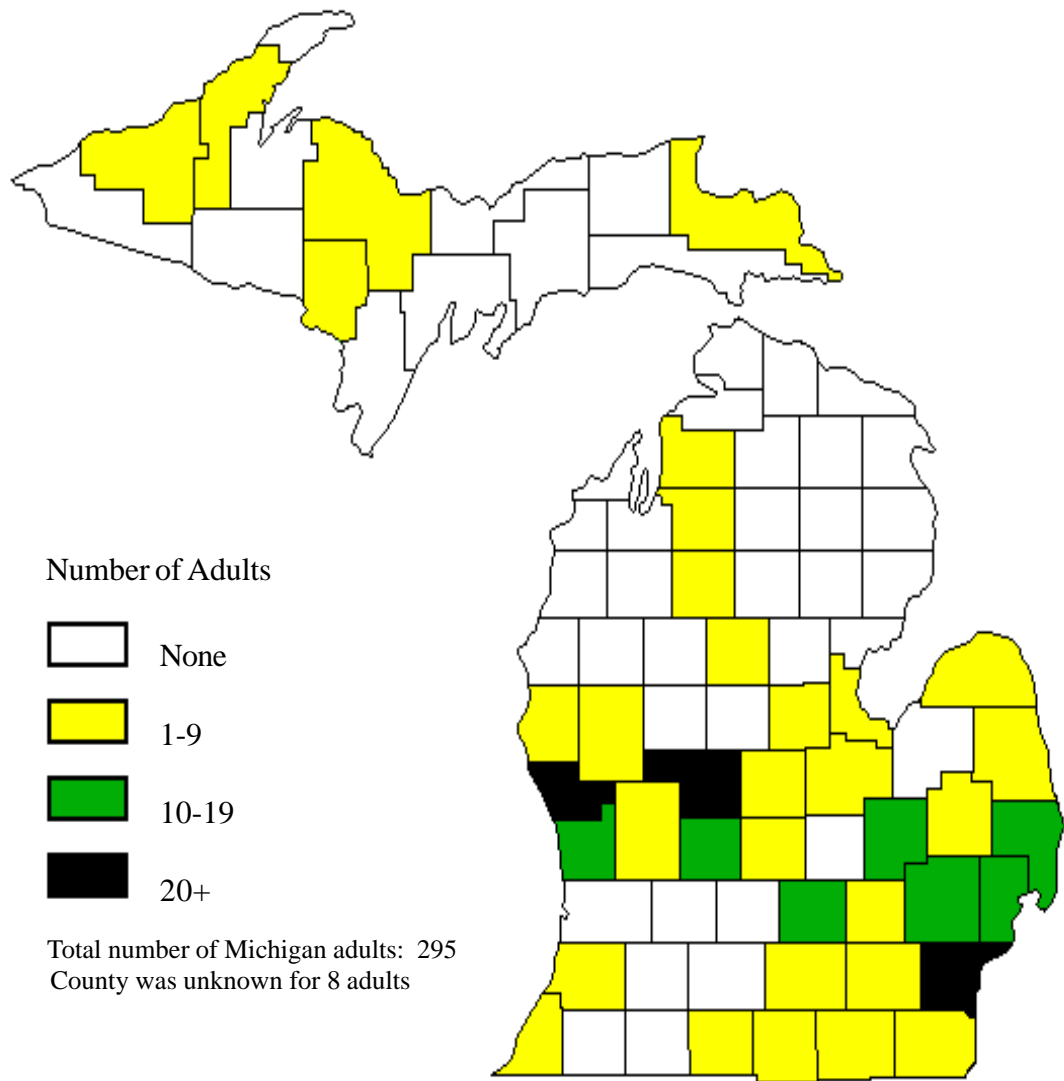 Number of Adults
None
1-9
10-19
20+
Total number of Michigan adults: 295
County was unknown for 8 adults